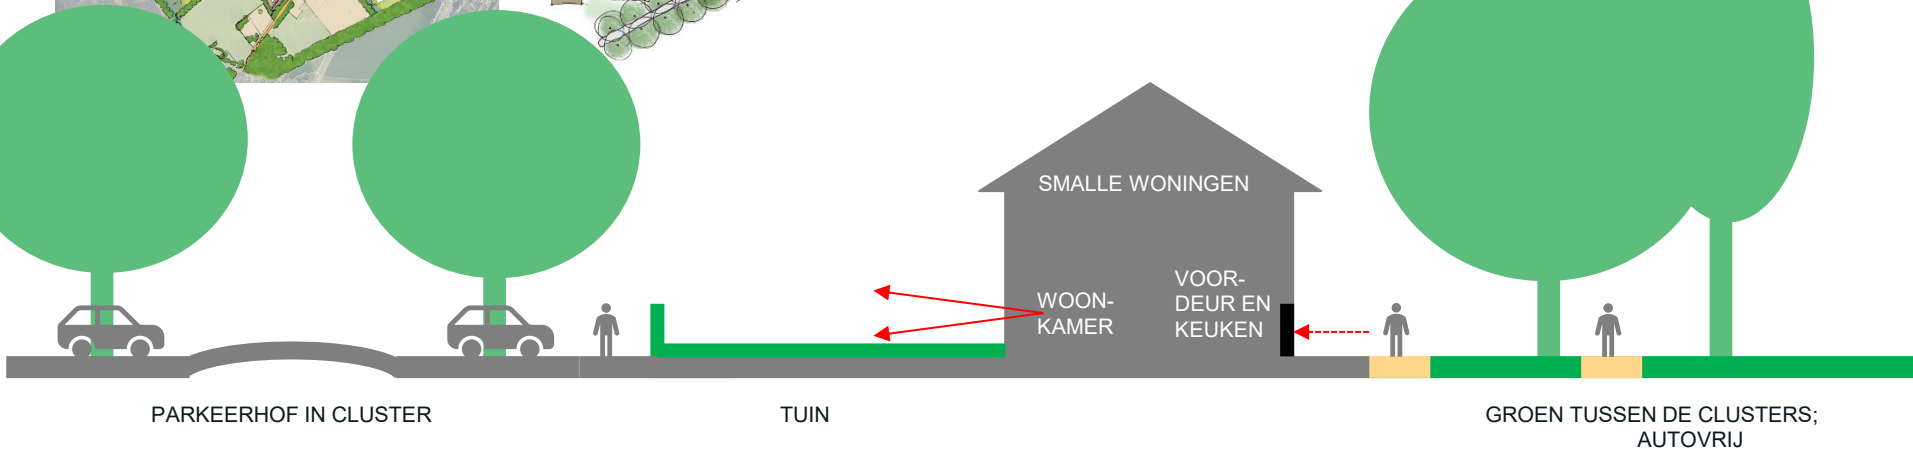 SMALLE WONINGEN
WOON-
KAMER
VOOR-
DEUR EN
KEUKEN
PARKEERHOF IN CLUSTER
TUIN
GROEN TUSSEN DE CLUSTERS;
AUTOVRIJ